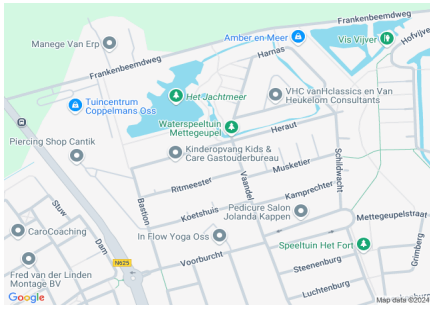 Frankenbeemdweg
Amber en Meer
Vis Vijver
Hofvijver
Manege Van Erp
Harnas
Frankenbeemdweg
VHC vanHclassics en Van
Heukelom Consultants
Het Jachtmeer
Tuincentrum
Coppelmans Oss
Waterspeeltuin
Mettegeupel
Heraut
Piercing Shop Cantik
Kinderopvang Kids &
Care Gastouderbureau
Schildwacht
Musketier
Vaandel
Ritmeester
Kamprechter
Stuw
Bastion
Koetshuis
Pedicure Salon
Jolanda Kappen
Mettegeupelstraat
CaroCoaching
In Flow Yoga Oss
Dam
Speeltuin Het Fort
Grimberg
Voorburcht
N625
Steenenburg
Fred van der Linden
Montage BV
Luchtenburg
Google
Map data ©2024